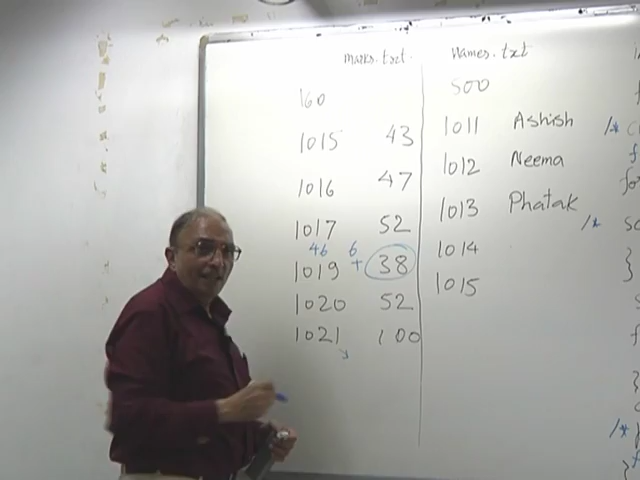 marks.txt
160
1015 43
1016 47
1017 52
46 6
1019 + 38
1020 52
1021 100
Names.txt
500
1011 Ashish
1012 Neema
1013 Phatak
1014
1015
/*
/*
}
/*
}